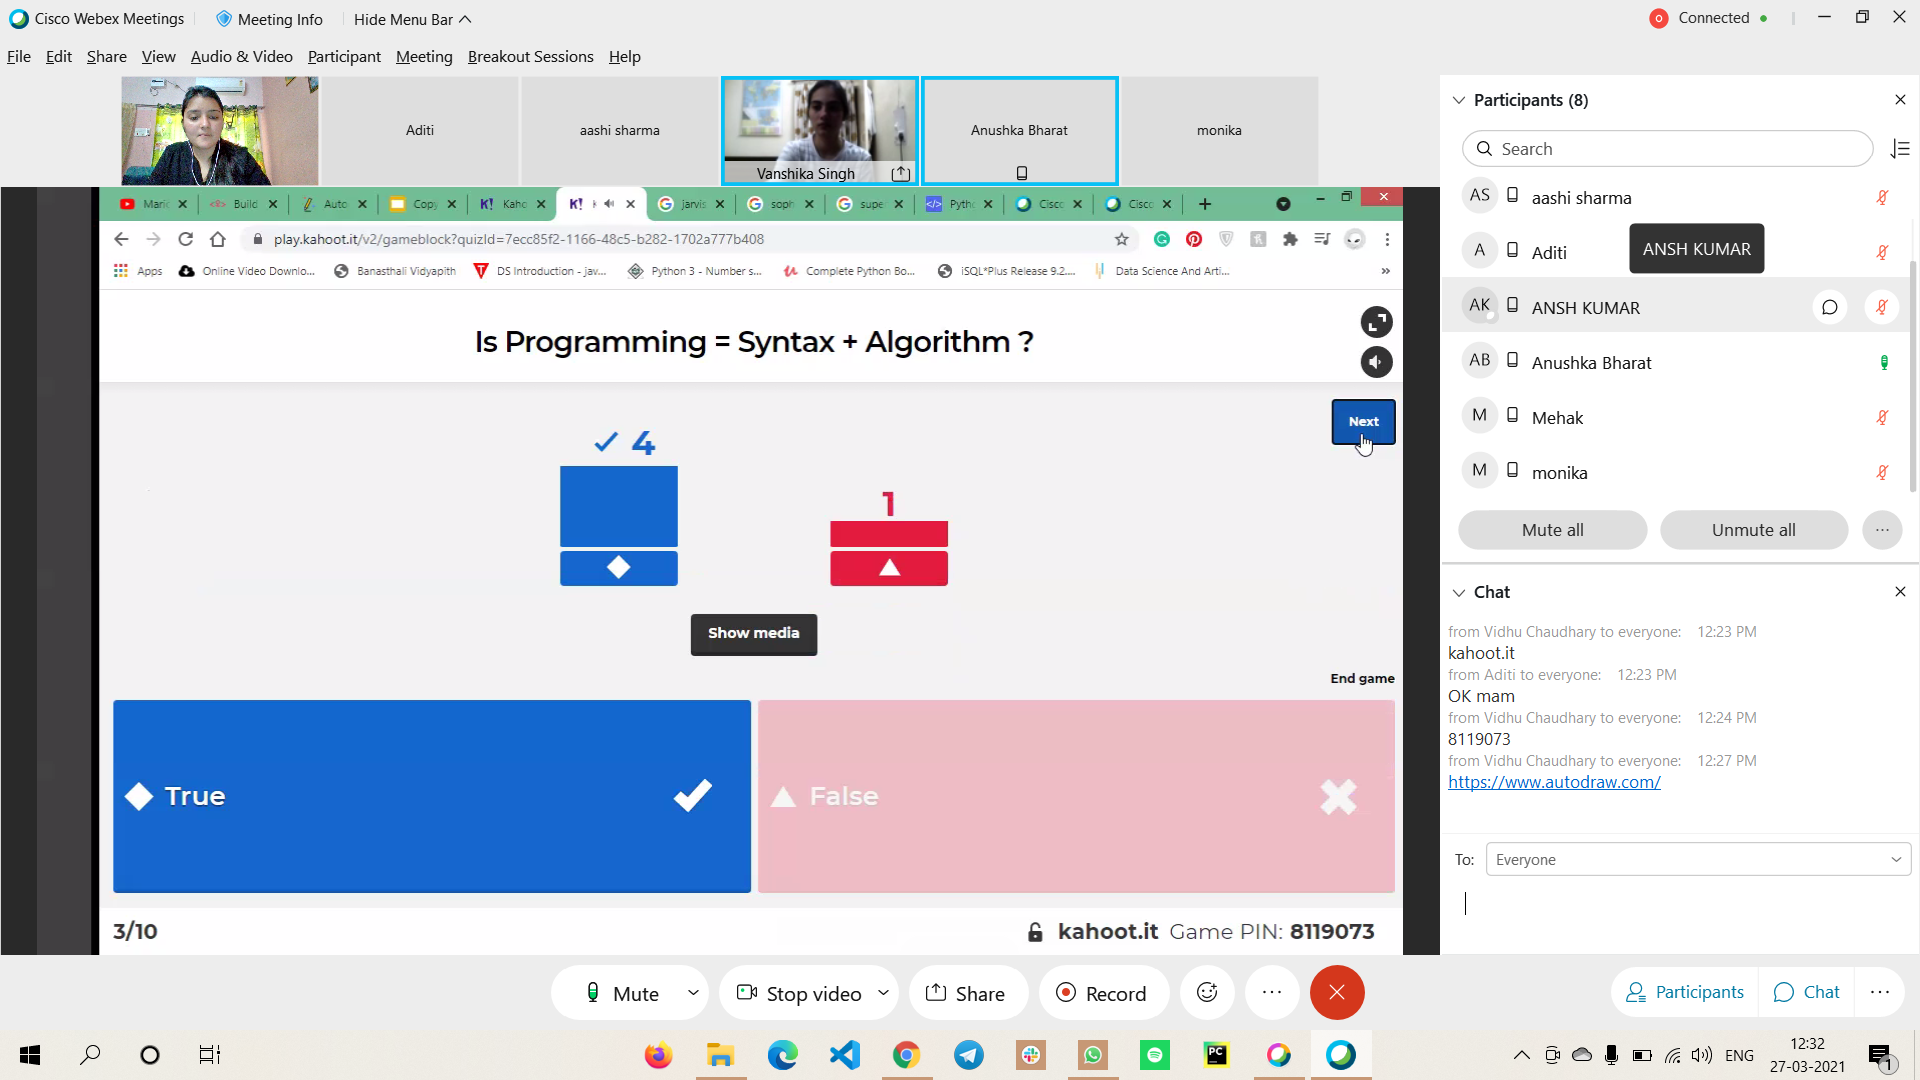 Cisco Webex Meetings
Meeting Info
Hide Menu Bar
Connected
File Edit Share View Audio & Video Participant Meeting Breakout Sessions Help
Aditi
aashi sharma
Vanshika Singh
Anushka Bharat
monika
Build
Auto
Copy
Kaho
jarvis
soph
supe
Pyth
Cisc
Cisc
play.kahoot.it/v2/gameblock?quizId=7ecc85f2-1166-48c5-b282-1702a777b408
Apps
Online Video Downlo...
Banasthali Vidyapith
DS Introduction - jav...
Python 3 - Number s...
Complete Python Bo...
iSQL*Plus Release 9.2....
Data Science And Arti...
Is Programming = Syntax + Algorithm ?
Next
4
1
Show media
End game
True
False
3/10
kahoot.it Game PIN: 8119073
Participants (8)
Search
AS aashi sharma
A Aditi
ANSH KUMAR
AK ANSH KUMAR
AB Anushka Bharat
M Mehak
M monika
Mute all
Unmute all
Chat
from Vidhu Chaudhary to everyone: 12:23 PM
kahoot.it
from Aditi to everyone: 12:23 PM
OK mam
from Vidhu Chaudhary to everyone: 12:24 PM
8119073
from Vidhu Chaudhary to everyone: 12:27 PM
https://www.autodraw.com/
To: Everyone
Mute
Stop video
Share
Record
Participants
Chat
PC
ENG
12:32
27-03-2021
1